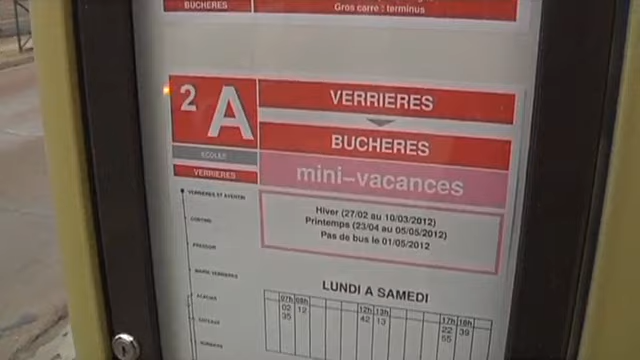 BUCHERES
Gros carré : terminus
2 A
VERRIERES
BUCHERES
ECOLES
VERRIERES
mini-vacances
Hiver (27/02 au 10/03/2012)
Printemps (23/04 au 05/05/2012)
Pas de bus le 01/05/2012
LUNDI A SAMEDI
07h 08h 12h 13h 17h 18h
02 12 42 13 22 39
35 55